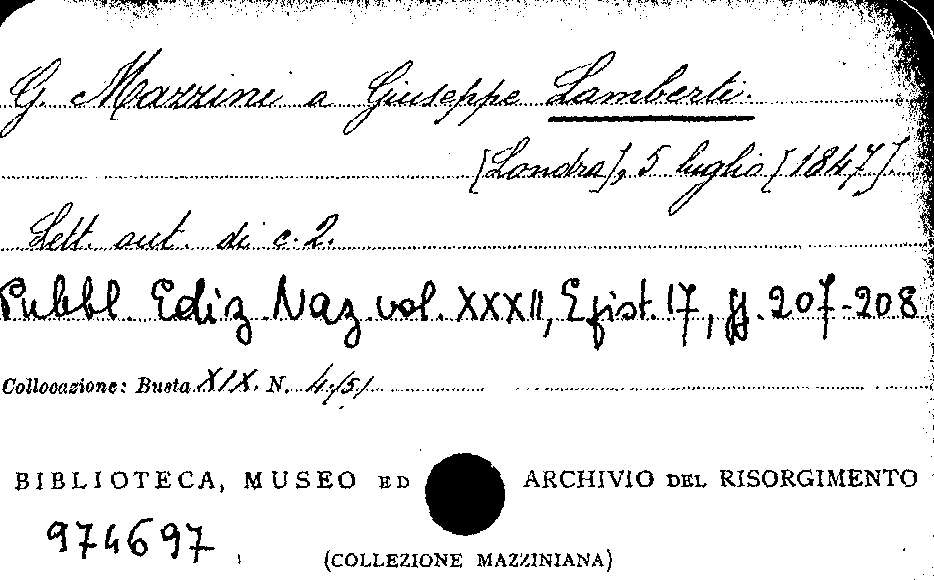 G. Mazzini a Giuseppe Lamberti.
[Londra], 5 luglio [1847].
Lett. aut. di c. 2.
Pubbl. Ediz. Naz. vol. XXXII, Epist. 17, pp. 207-208
Collocazione: Busta XIX. N. 4/51
BIBLIOTECA, MUSEO ED ARCHIVIO DEL RISORGIMENTO
974697
(COLLEZIONE MAZZINIANA)